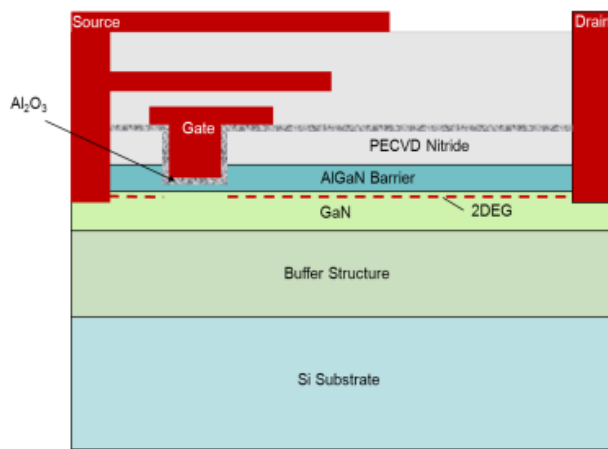 Source
Drain
Al₂O₃
Gate
PECVD Nitride
AlGaN Barrier
2DEG
GaN
Buffer Structure
Si Substrate